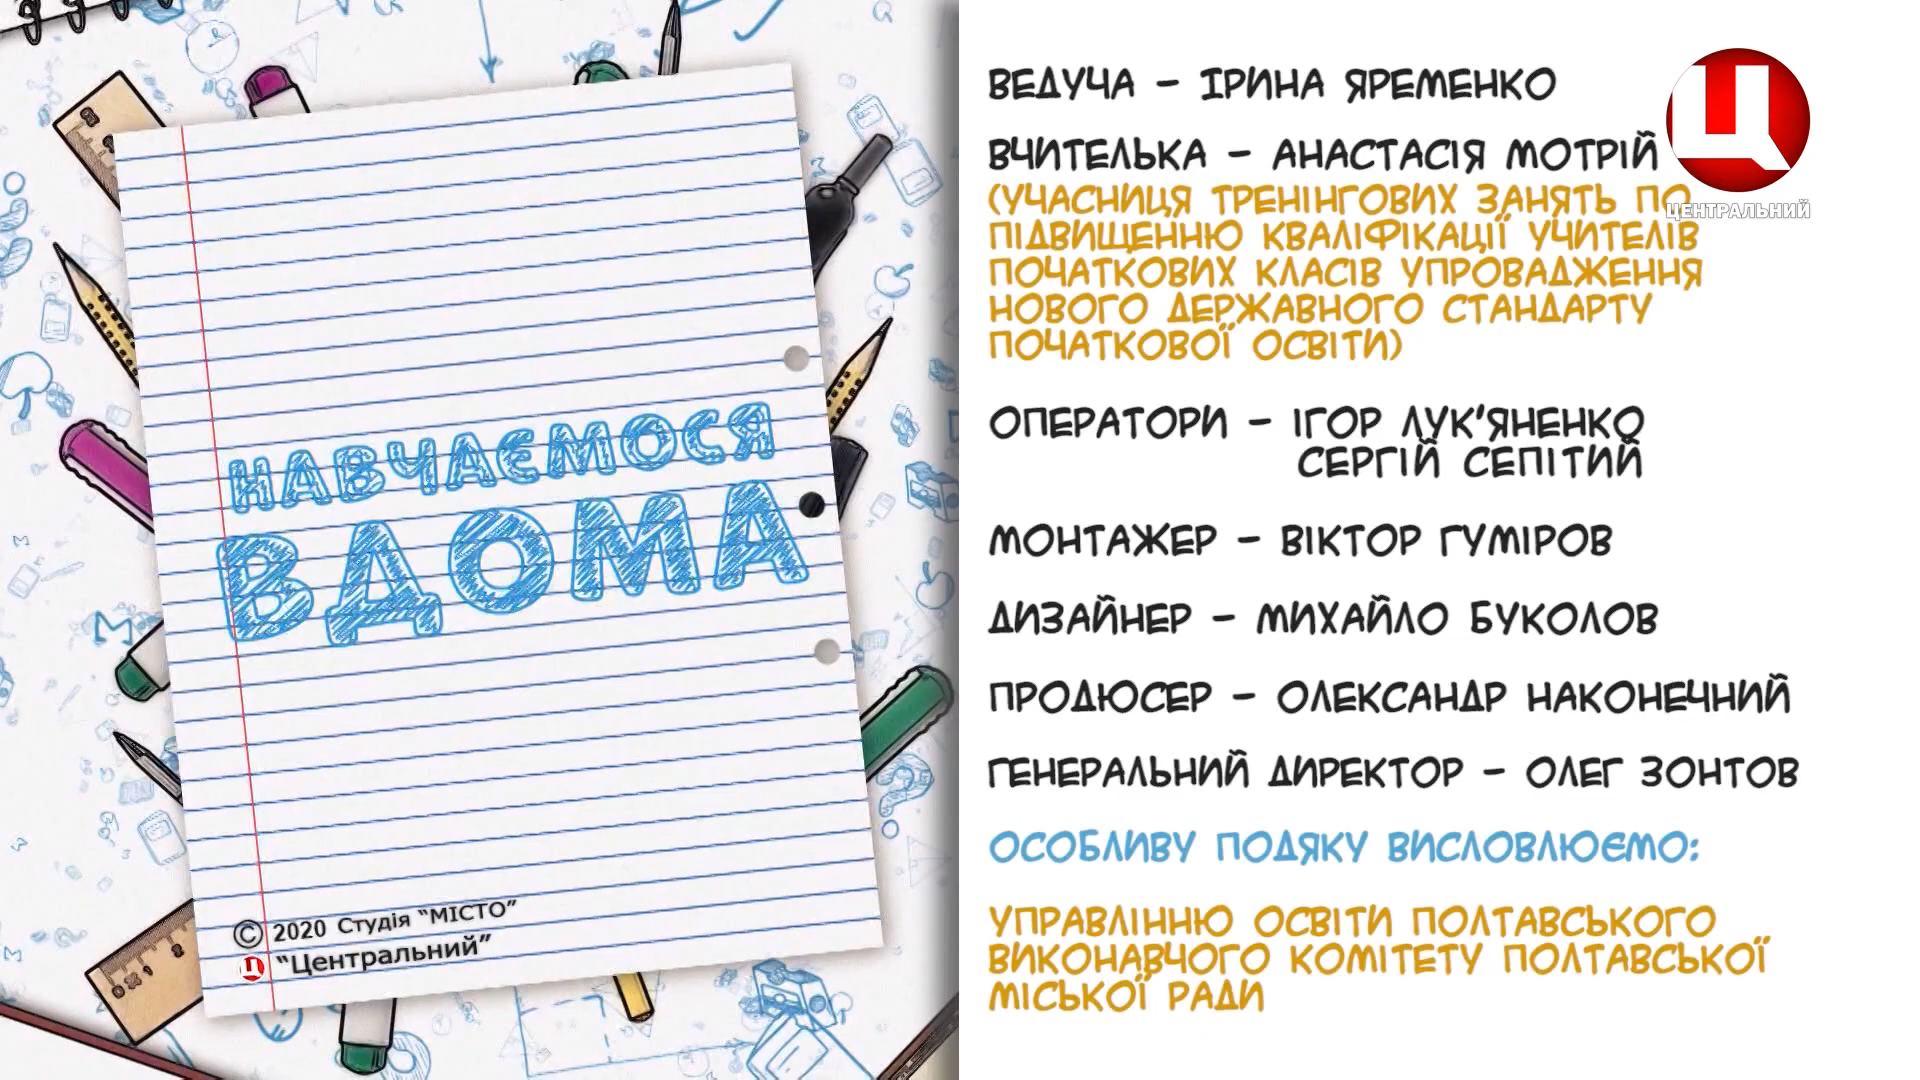 НАВЧАЄМОСЯ
ВДОМА
© 2020 Студія “МІСТО”
Ц “Центральний”
ВЕДУЧА – ІРИНА ЯРЕМЕНКО
ВЧИТЕЛЬКА – АНАСТАСІЯ МОТРІЙ
(УЧАСНИЦЯ ТРЕНІНГОВИХ ЗАНЯТЬ ПО
ПІДВИЩЕННЮ КВАЛІФІКАЦІЇ УЧИТЕЛІВ
ПОЧАТКОВИХ КЛАСІВ УПРОВАДЖЕННЯ
НОВОГО ДЕРЖАВНОГО СТАНДАРТУ
ПОЧАТКОВОЇ ОСВІТИ)
ОПЕРАТОРИ – ІГОР ЛУК'ЯНЕНКО
СЕРГІЙ СЕПІТИЙ
МОНТАЖЕР – ВІКТОР ГУМІРОВ
ДИЗАЙНЕР – МИХАЙЛО БУКОЛОВ
ПРОДЮСЕР – ОЛЕКСАНДР НАКОНЕЧНИЙ
ГЕНЕРАЛЬНИЙ ДИРЕКТОР – ОЛЕГ ЗОНТОВ
ОСОБЛИВУ ПОДЯКУ ВИСЛОВЛЮЄМО:
УПРАВЛІННЮ ОСВІТИ ПОЛТАВСЬКОГО
ВИКОНАВЧОГО КОМІТЕТУ ПОЛТАВСЬКОЇ
МІСЬКОЇ РАДИ
Ц
ЦЕНТРАЛЬНИЙ